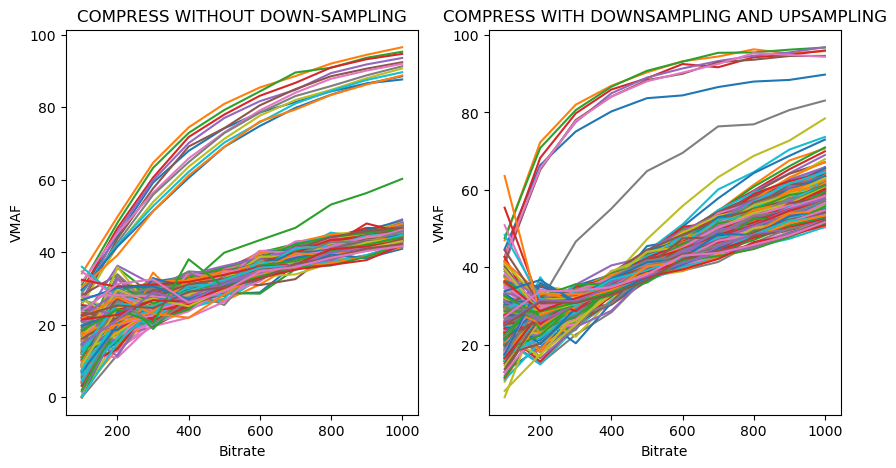 COMPRESS WITHOUT DOWN-SAMPLING
COMPRESS WITH DOWNSAMPLING AND UPSAMPLING
VMAF
100
80
60
40
20
0
200 400 600 800 1000
Bitrate
VMAF
100
80
60
40
20
200 400 600 800 1000
Bitrate